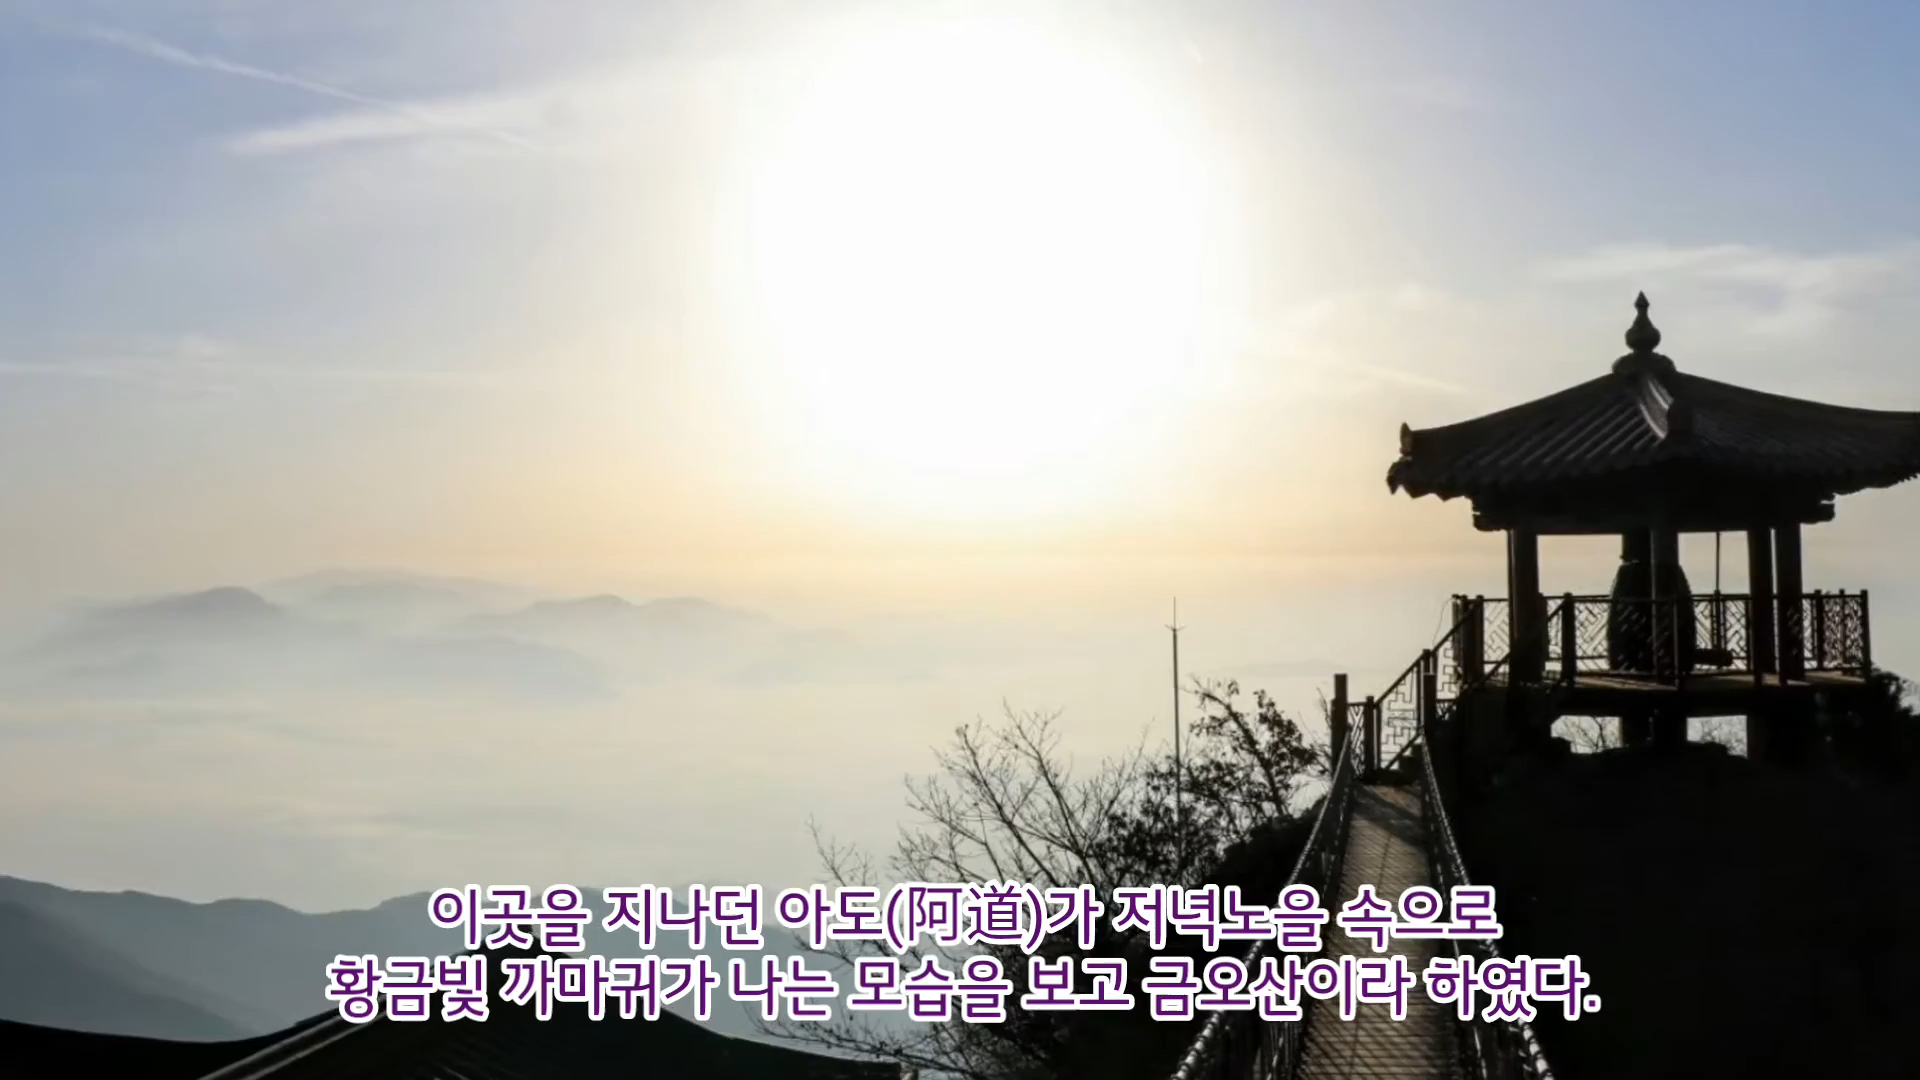 이곳을 지나던 아도(阿道)가 저녁노을 속으로
황금빛 까마귀가 나는 모습을 보고 금오산이라 하였다.